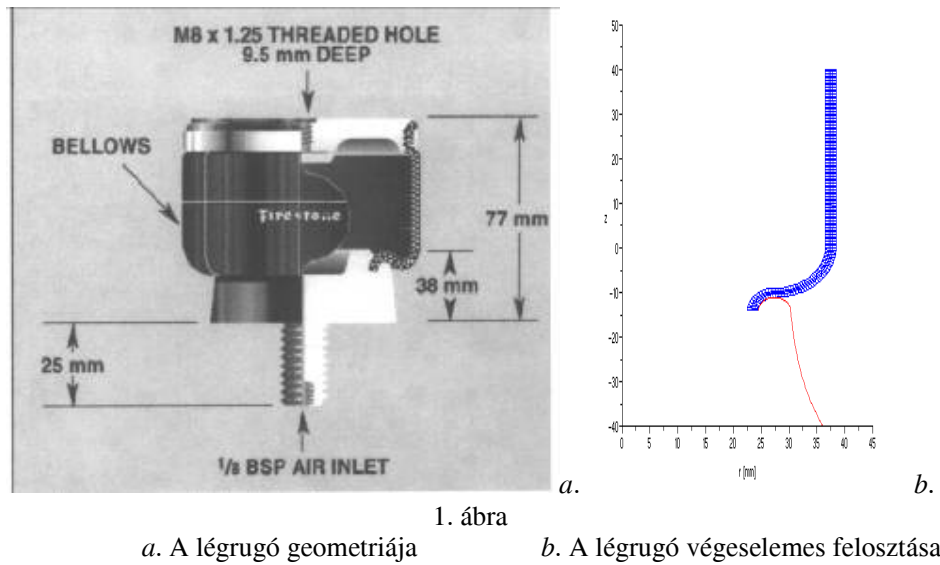 M8 x 1.25 THREADED HOLE
9.5 mm DEEP
BELLOWS
Firestone
77 mm
38 mm
25 mm
1/8 BSP AIR INLET
a.
50
40
30
20
10
z
0
-10
-20
-30
-40
0 5 10 15 20 25 30 35 40 45
r [mm]
b.
1. ábra
a. A légrugó geometriája b. A légrugó végeselemes felosztása